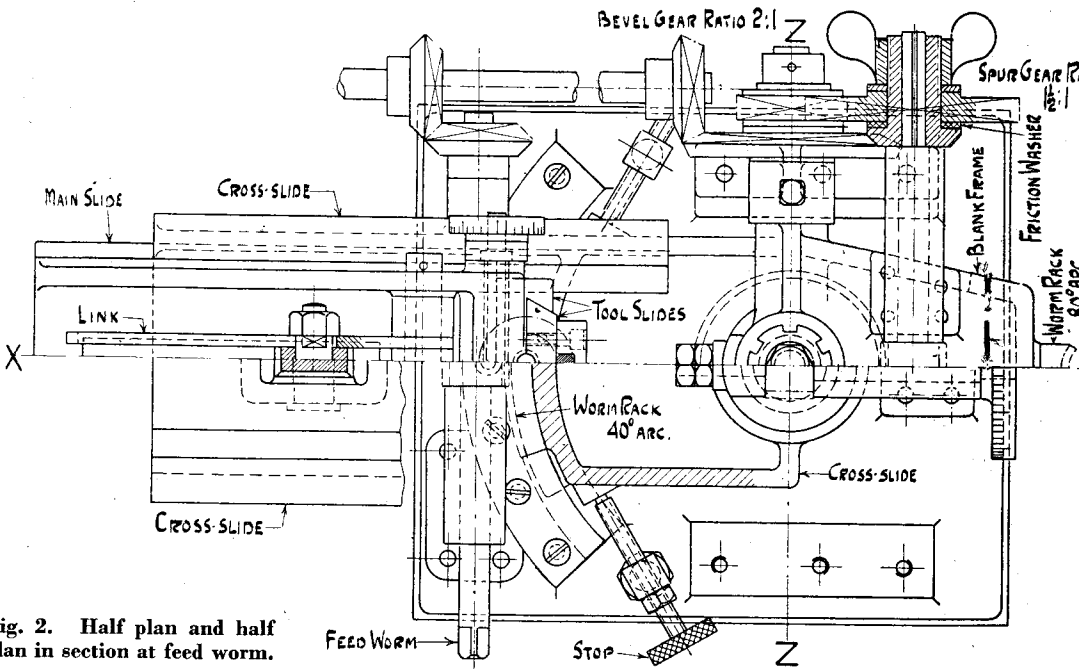 BEVEL GEAR RATIO 2:1
Z
SPUR GEAR R
1½:1
FRICTION WASHER
BLANK FRAME
WORM RACK
MAIN SLIDE
CROSS-SLIDE
TOOL SLIDES
LINK
X
WORM RACK
40° ARC.
CROSS-SLIDE
CROSS-SLIDE
FEED WORM
STOP
Z
ig. 2. Half plan and half
lan in section at feed worm.